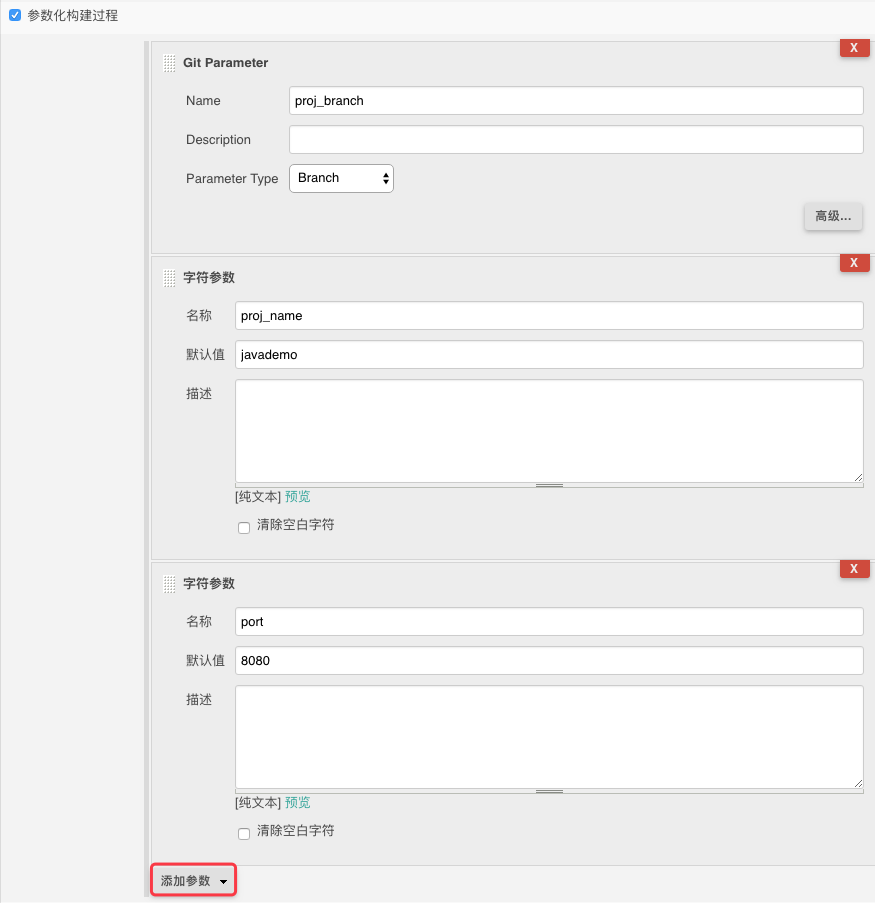 参数化构建过程
X
Git Parameter
Name proj_branch
Description
Parameter Type Branch
高级...
X
字符参数
名称 proj_name
默认值 javademo
描述
[纯文本] 预览
清除空白字符
X
字符参数
名称 port
默认值 8080
描述
[纯文本] 预览
清除空白字符
添加参数